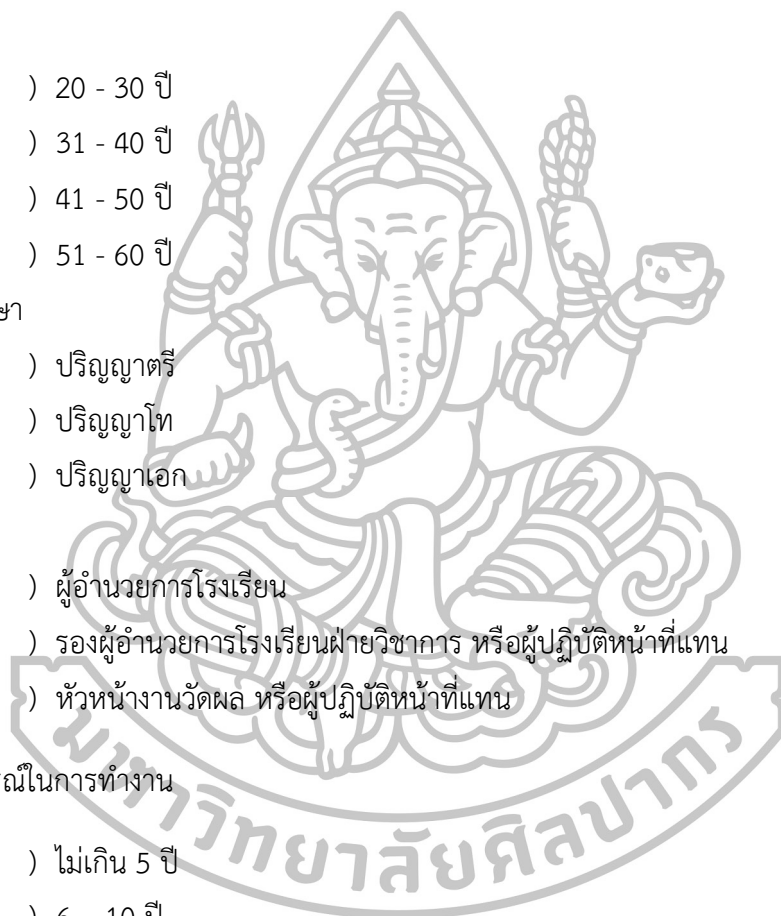 ) 20 - 30 ปี
) 31 - 40 ปี
) 41 - 50 ปี
) 51 - 60 ปี
ษา
) ปริญญาตรี
) ปริญญาโท
) ปริญญาเอก
) ผู้อำนวยการโรงเรียน
) รองผู้อำนวยการโรงเรียนฝ่ายวิชาการ หรือผู้ปฏิบัติหน้าที่แทน
) หัวหน้างานวัดผล หรือผู้ปฏิบัติหน้าที่แทน
รณ์ในการทำงาน
มหาวิทยาลัยศิลปากร
) ไม่เกิน 5 ปี
) 6 - 10 ปี